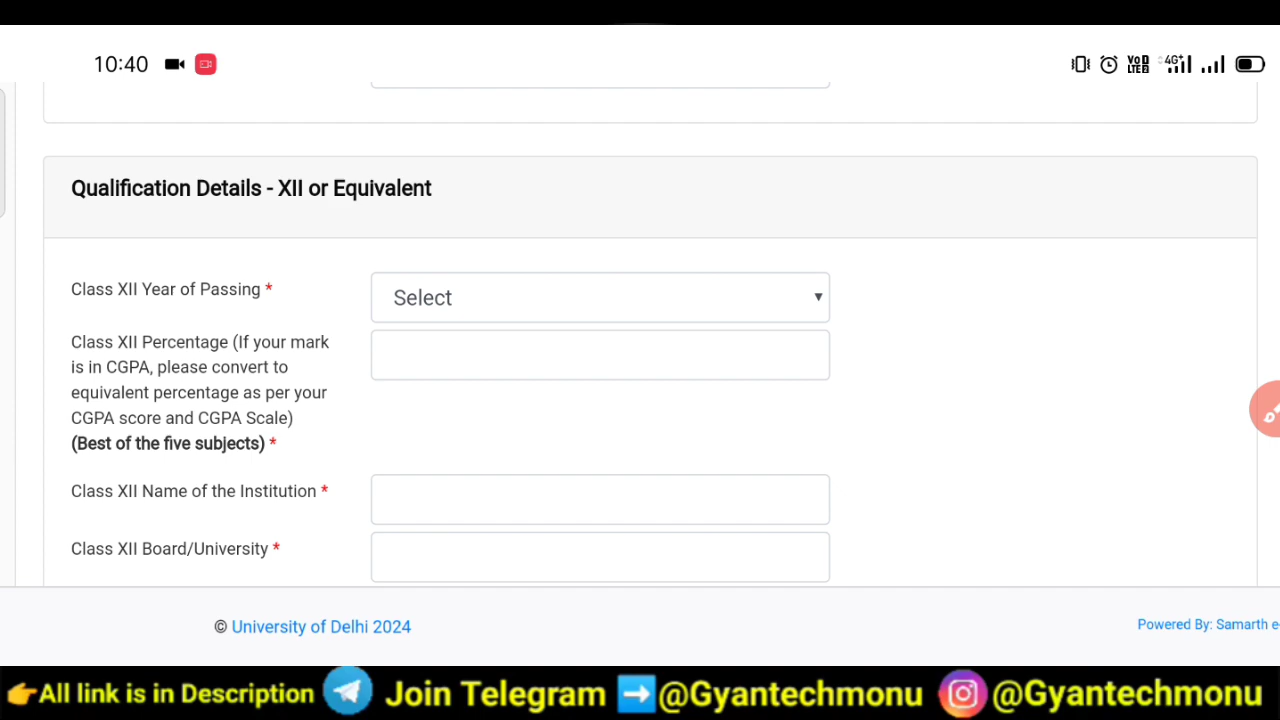 10:40
4G+
Qualification Details - XII or Equivalent
Class XII Year of Passing *
Select
Class XII Percentage (If your mark
is in CGPA, please convert to
equivalent percentage as per your
CGPA score and CGPA Scale)
(Best of the five subjects) *
Class XII Name of the Institution *
Class XII Board/University *
© University of Delhi 2024
Powered By: Samarth e-
👉All link is in Description Join Telegram ➡️@Gyantechmonu @Gyantechmonu